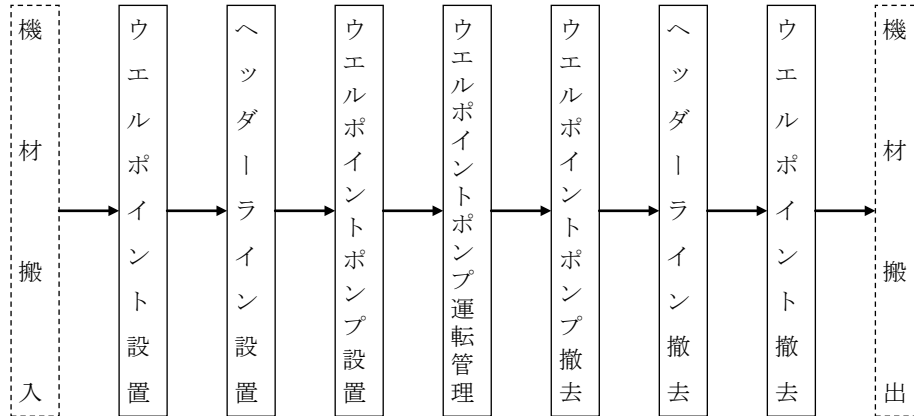 機材搬入
ウエルポイント設置
ヘッダーライン設置
ウエルポイントポンプ設置
ウエルポイントポンプ運転管理
ウエルポイントポンプ撤去
ヘッダーライン撤去
ウエルポイント撤去
機材搬出